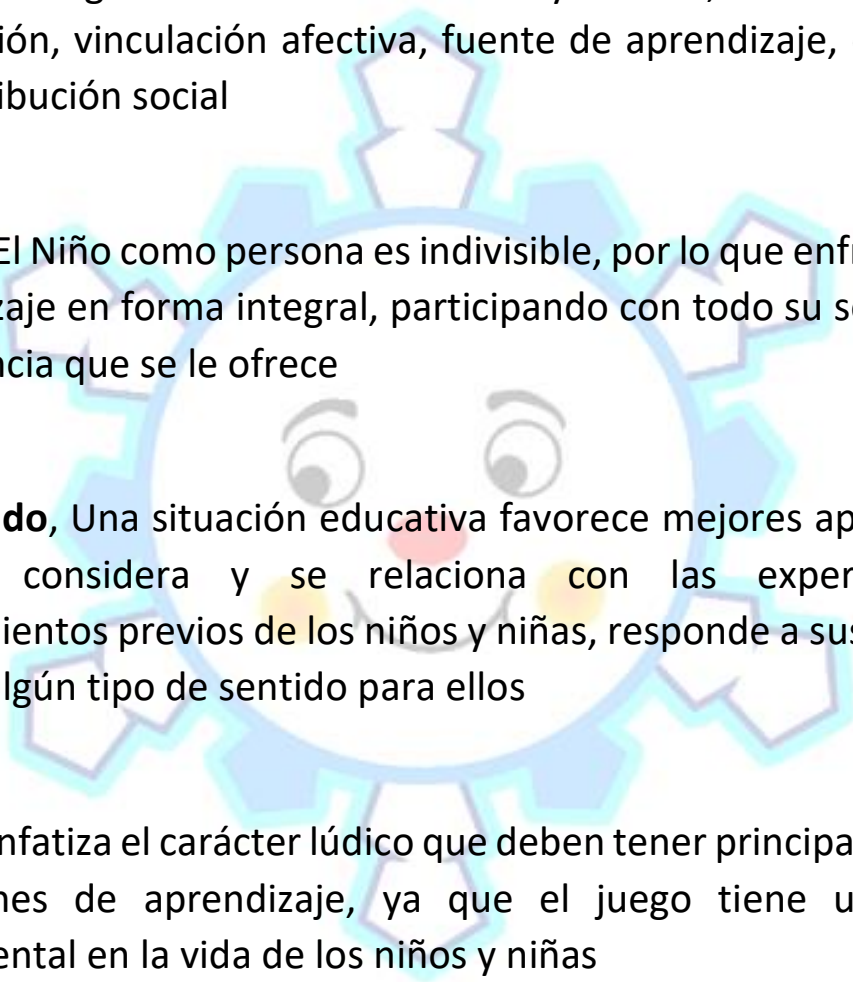 ión, vinculación afectiva, fuente de aprendizaje,
ibución social
El Niño como persona es indivisible, por lo que enfr
zaje en forma integral, participando con todo su s
ncia que se le ofrece
do, Una situación educativa favorece mejores ap
considera y se relaciona con las exper
ientos previos de los niños y niñas, responde a sus
lgún tipo de sentido para ellos
nfatiza el carácter lúdico que deben tener principa
nes de aprendizaje, ya que el juego tiene u
ental en la vida de los niños y niñas